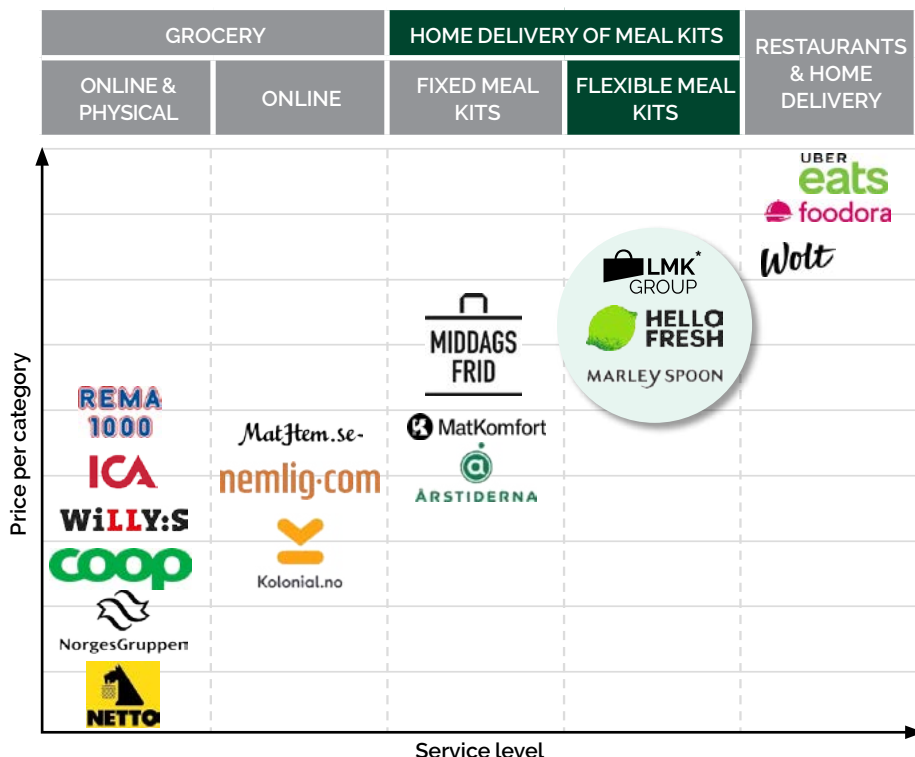 GROCERY
HOME DELIVERY OF MEAL KITS
RESTAURANTS
& HOME
DELIVERY
ONLINE &
PHYSICAL
ONLINE
FIXED MEAL
KITS
FLEXIBLE MEAL
KITS
Price per category
UBER
eats
foodora
Wolt
LMK*
GROUP
HELLO
FRESH
MARLEY SPOON
MIDDAGS
FRID
REMA
1000
MatHem.se
K MatKomfort
ICA
nemlig.com
å
ÅRSTIDERNA
WiLLY:S
coop
Kolonial.no
NorgesGruppen
NETTO
Service level